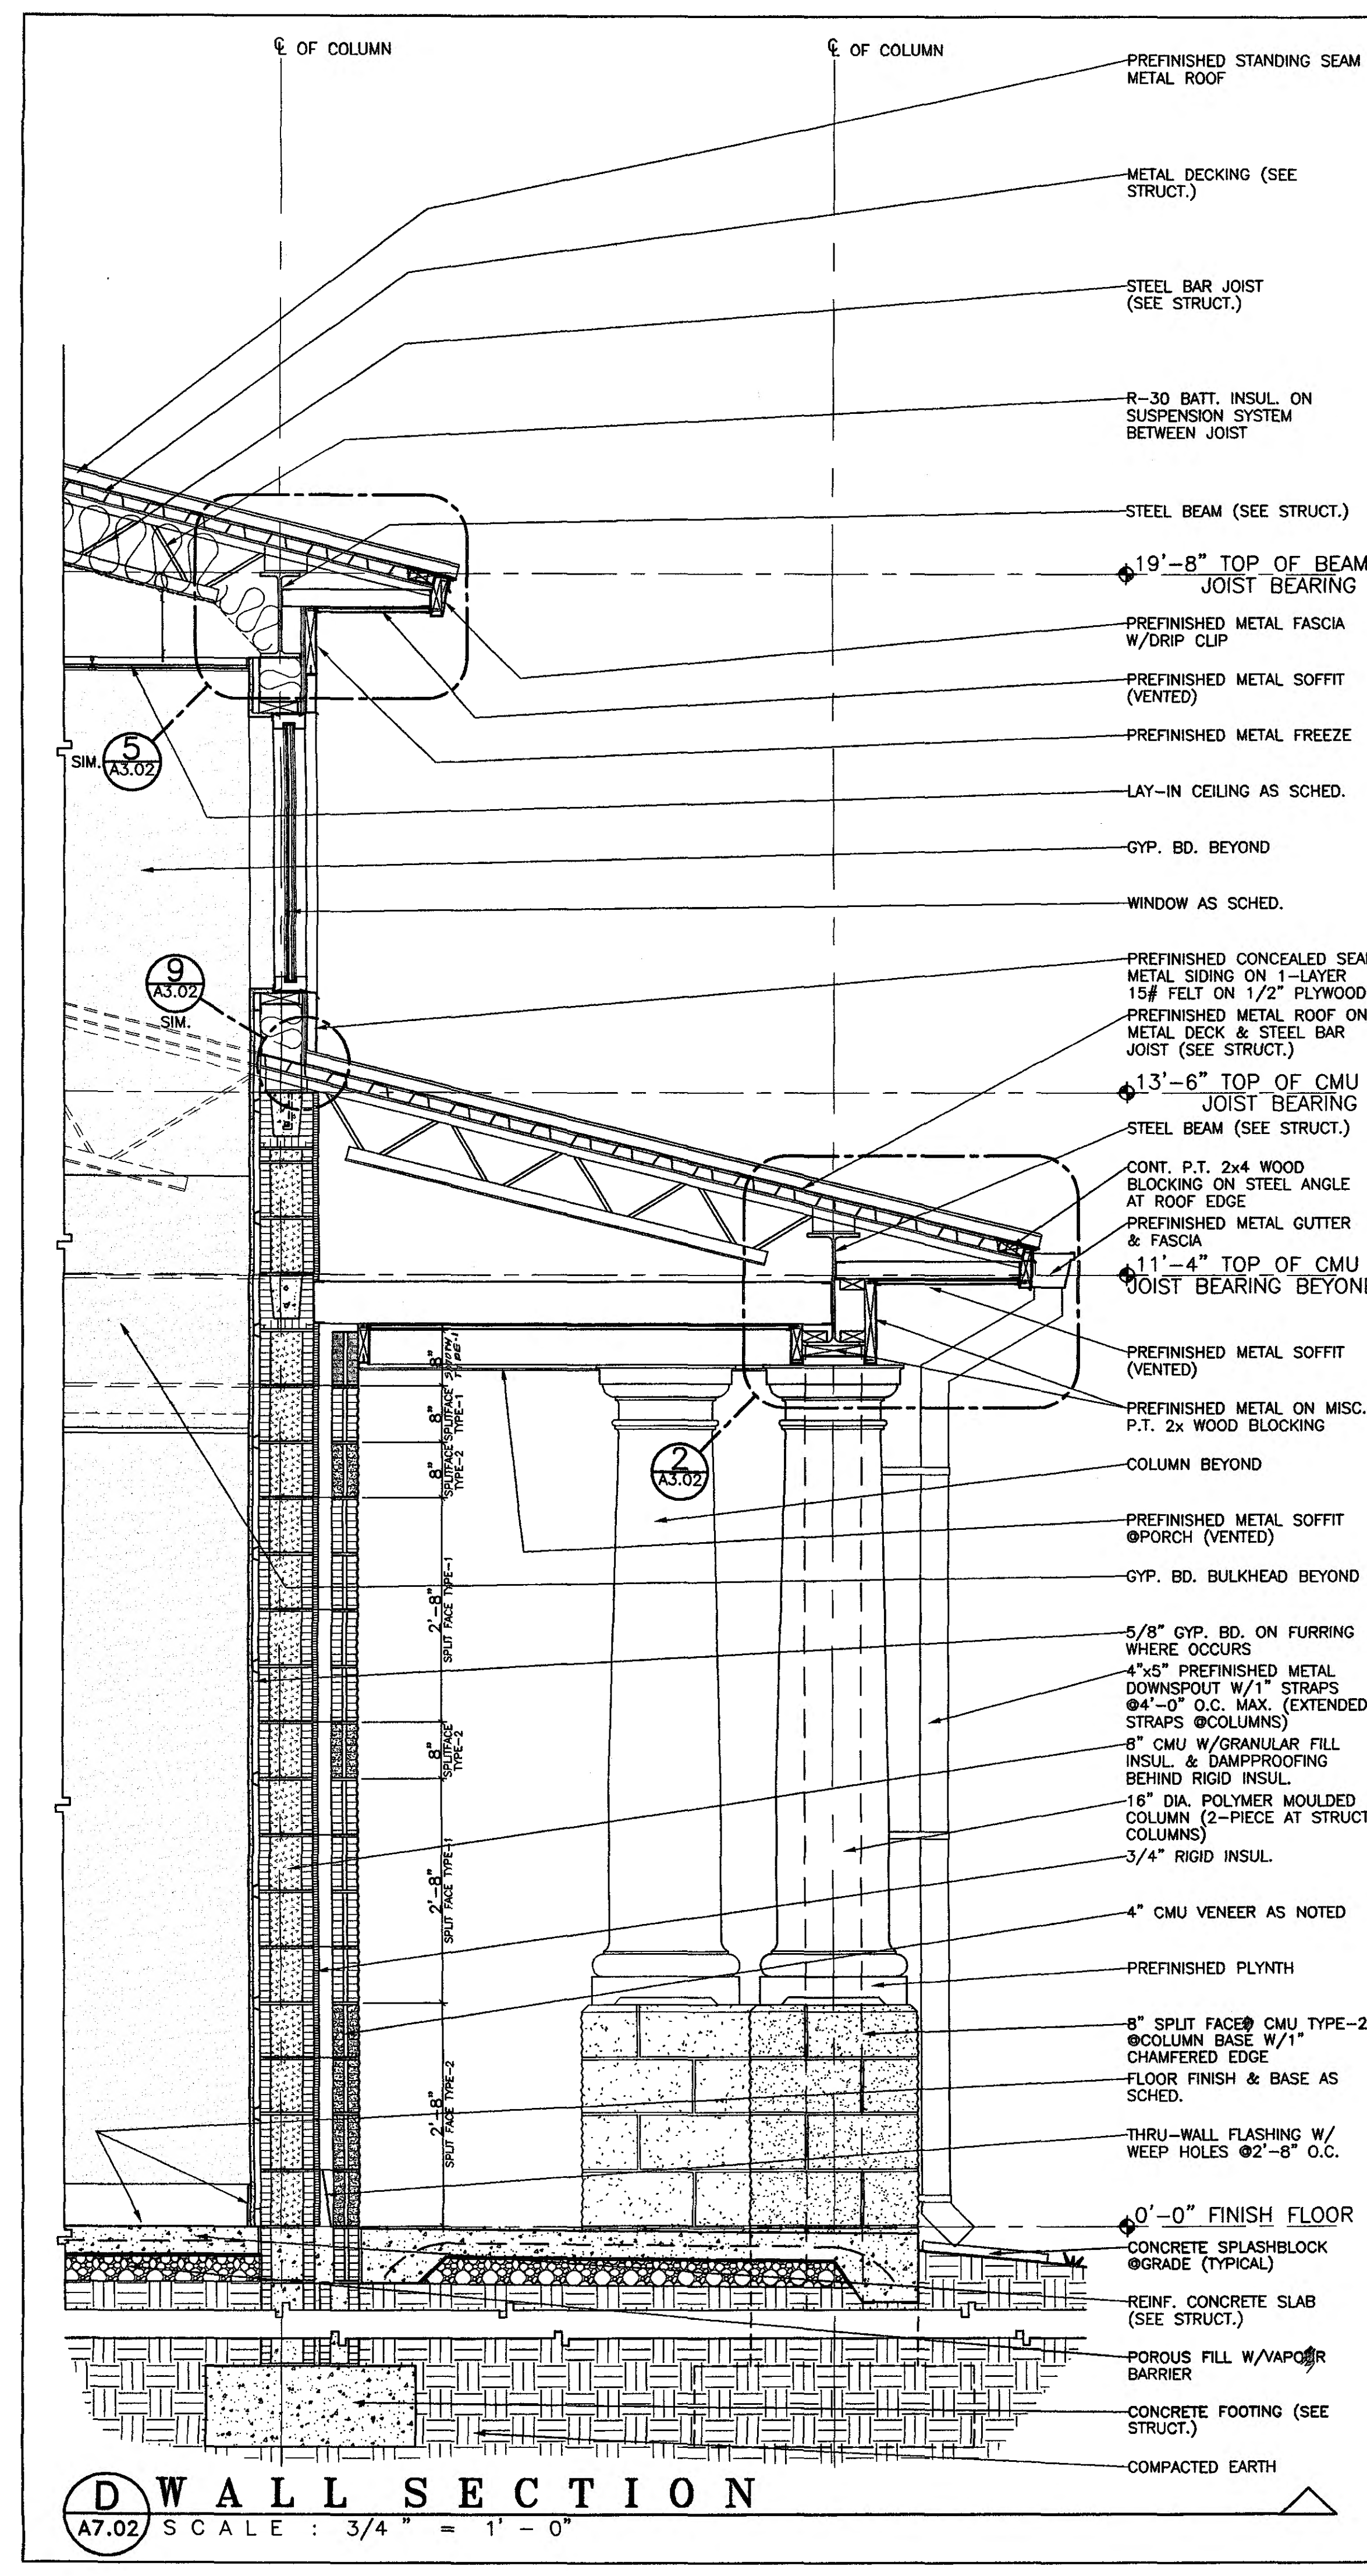 ℄ OF COLUMN
℄ OF COLUMN
PREFINISHED STANDING SEAM
METAL ROOF
METAL DECKING (SEE
STRUCT.)
STEEL BAR JOIST
(SEE STRUCT.)
R-30 BATT. INSUL. ON
SUSPENSION SYSTEM
BETWEEN JOIST
STEEL BEAM (SEE STRUCT.)
19'-8" TOP OF BEAM
JOIST BEARING
PREFINISHED METAL FASCIA
W/DRIP CLIP
PREFINISHED METAL SOFFIT
(VENTED)
PREFINISHED METAL FREEZE
5
A3.02
SIM.
LAY-IN CEILING AS SCHED.
GYP. BD. BEYOND
WINDOW AS SCHED.
9
A3.02
SIM.
PREFINISHED CONCEALED SEA
METAL SIDING ON 1-LAYER
15# FELT ON 1/2" PLYWOOD
PREFINISHED METAL ROOF ON
METAL DECK & STEEL BAR
JOIST (SEE STRUCT.)
13'-6" TOP OF CMU
JOIST BEARING
STEEL BEAM (SEE STRUCT.)
CONT. P.T. 2x4 WOOD
BLOCKING ON STEEL ANGLE
AT ROOF EDGE
PREFINISHED METAL GUTTER
& FASCIA
11'-4" TOP OF CMU
JOIST BEARING BEYOND
PREFINISHED METAL SOFFIT
(VENTED)
PREFINISHED METAL ON MISC.
P.T. 2x WOOD BLOCKING
8"
SMOOTH
TYPE-1
8"
SPLITFACE
TYPE-1
8"
SPLITFACE
TYPE-2
2
A3.02
COLUMN BEYOND
PREFINISHED METAL SOFFIT
@PORCH (VENTED)
GYP. BD. BULKHEAD BEYOND
2'-8"
SPLIT FACE TYPE-1
5/8" GYP. BD. ON FURRING
WHERE OCCURS
4"x5" PREFINISHED METAL
DOWNSPOUT W/1" STRAPS
@4'-0" O.C. MAX. (EXTENDED
STRAPS @COLUMNS)
8"
SPLITFACE
TYPE-2
8" CMU W/GRANULAR FILL
INSUL. & DAMPPROOFING
BEHIND RIGID INSUL.
16" DIA. POLYMER MOULDED
COLUMN (2-PIECE AT STRUCT
COLUMNS)
2'-8"
SPLIT FACE TYPE-1
3/4" RIGID INSUL.
4" CMU VENEER AS NOTED
PREFINISHED PLYNTH
8" SPLIT FACE CMU TYPE-2
@COLUMN BASE W/1"
CHAMFERED EDGE
2'-8"
SPLIT FACE TYPE-2
FLOOR FINISH & BASE AS
SCHED.
THRU-WALL FLASHING W/
WEEP HOLES @2'-8" O.C.
0'-0" FINISH FLOOR
CONCRETE SPLASHBLOCK
@GRADE (TYPICAL)
REINF. CONCRETE SLAB
(SEE STRUCT.)
POROUS FILL W/VAPOR
BARRIER
CONCRETE FOOTING (SEE
STRUCT.)
COMPACTED EARTH
D
A7.02
WALL SECTION
SCALE : 3/4" = 1'-0"